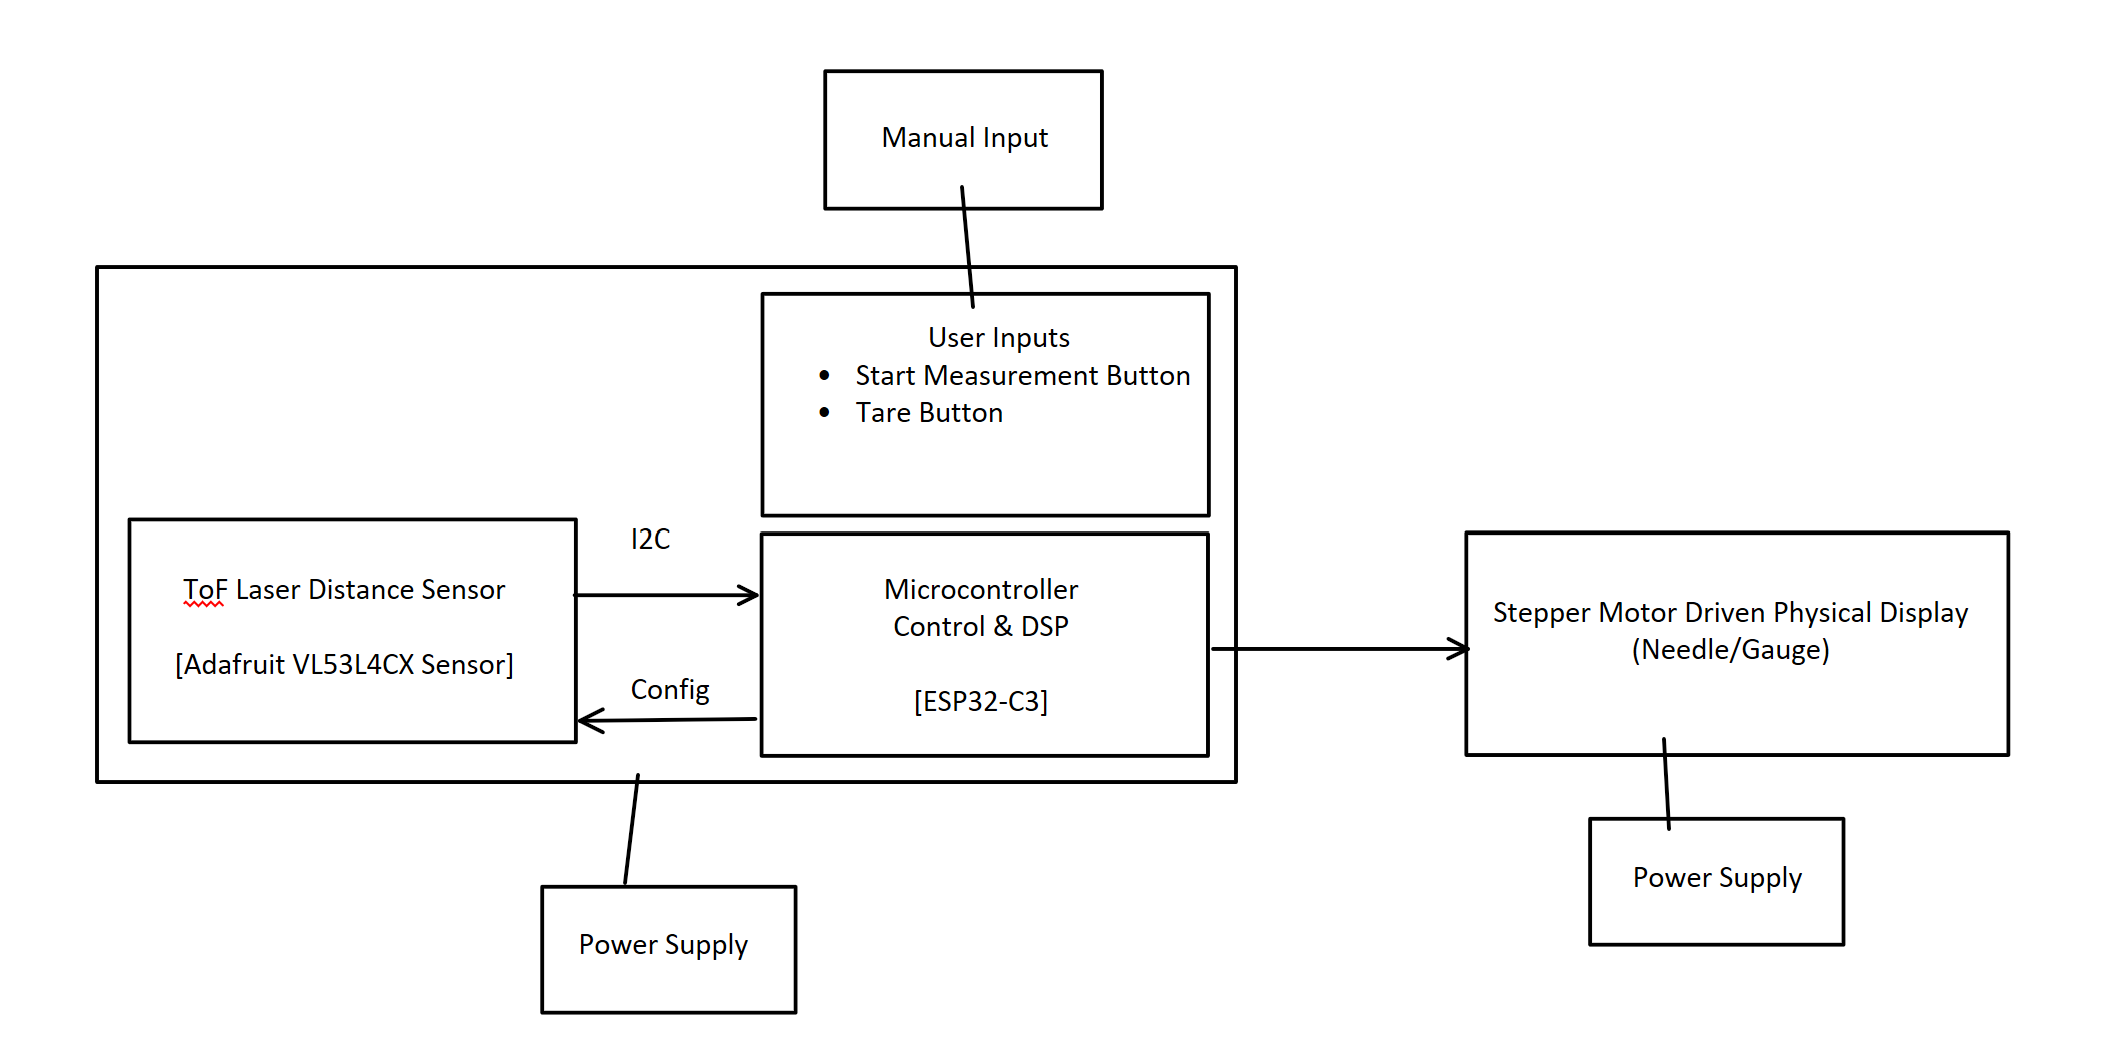 Manual Input
User Inputs
• Start Measurement Button
• Tare Button
I2C
ToF Laser Distance Sensor
[Adafruit VL53L4CX Sensor]
Config
Microcontroller
Control & DSP
[ESP32-C3]
Stepper Motor Driven Physical Display
(Needle/Gauge)
Power Supply
Power Supply